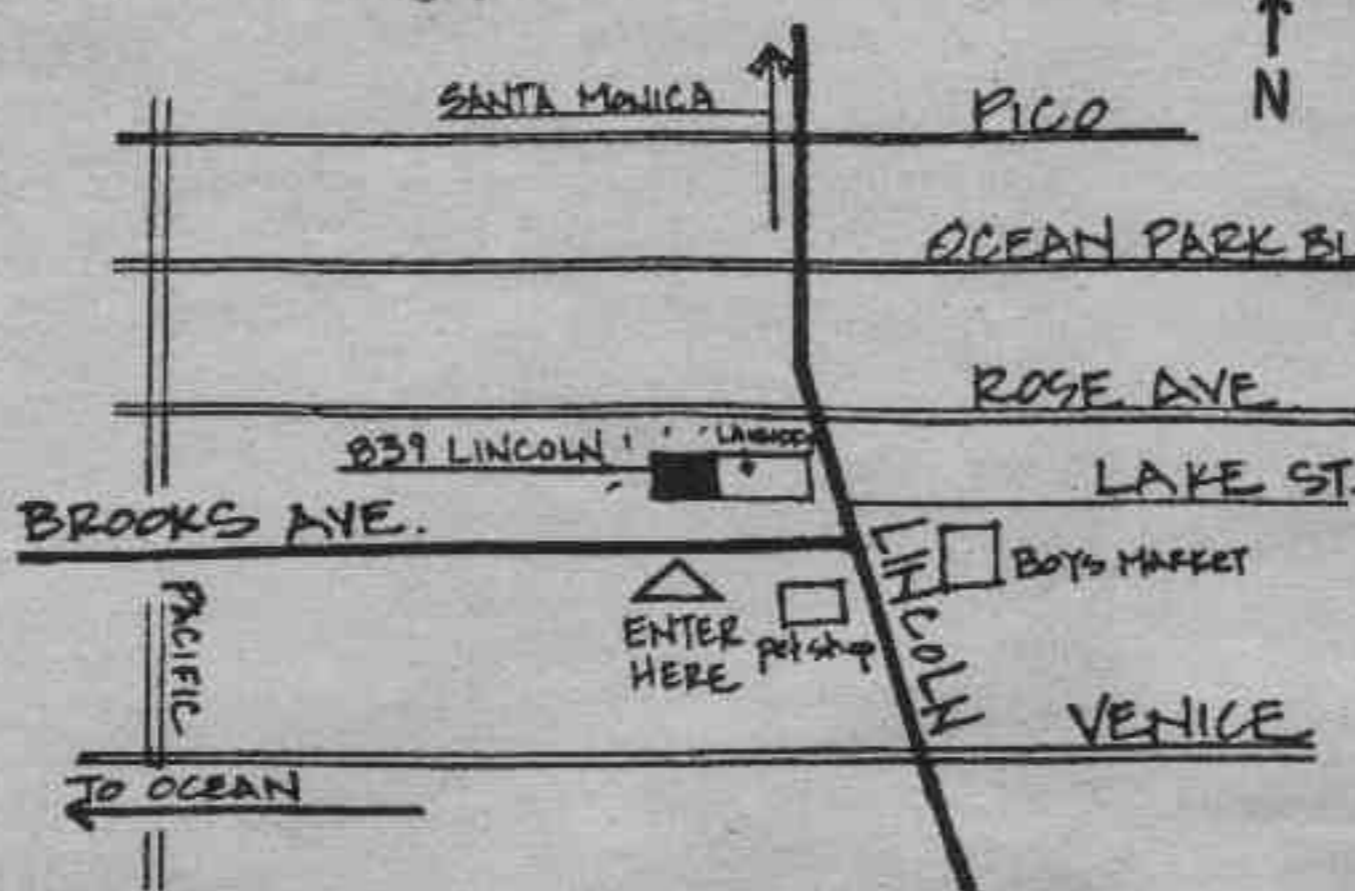 N
SANTA MONICA
PICO
OCEAN PARK BL
ROSE AVE.
839 LINCOLN
LAKE ST.
BROOKS AVE.
LINCOLN
BOYS MARKET
PACIFIC
ENTER
HERE
pet shop
VENICE
TO OCEAN